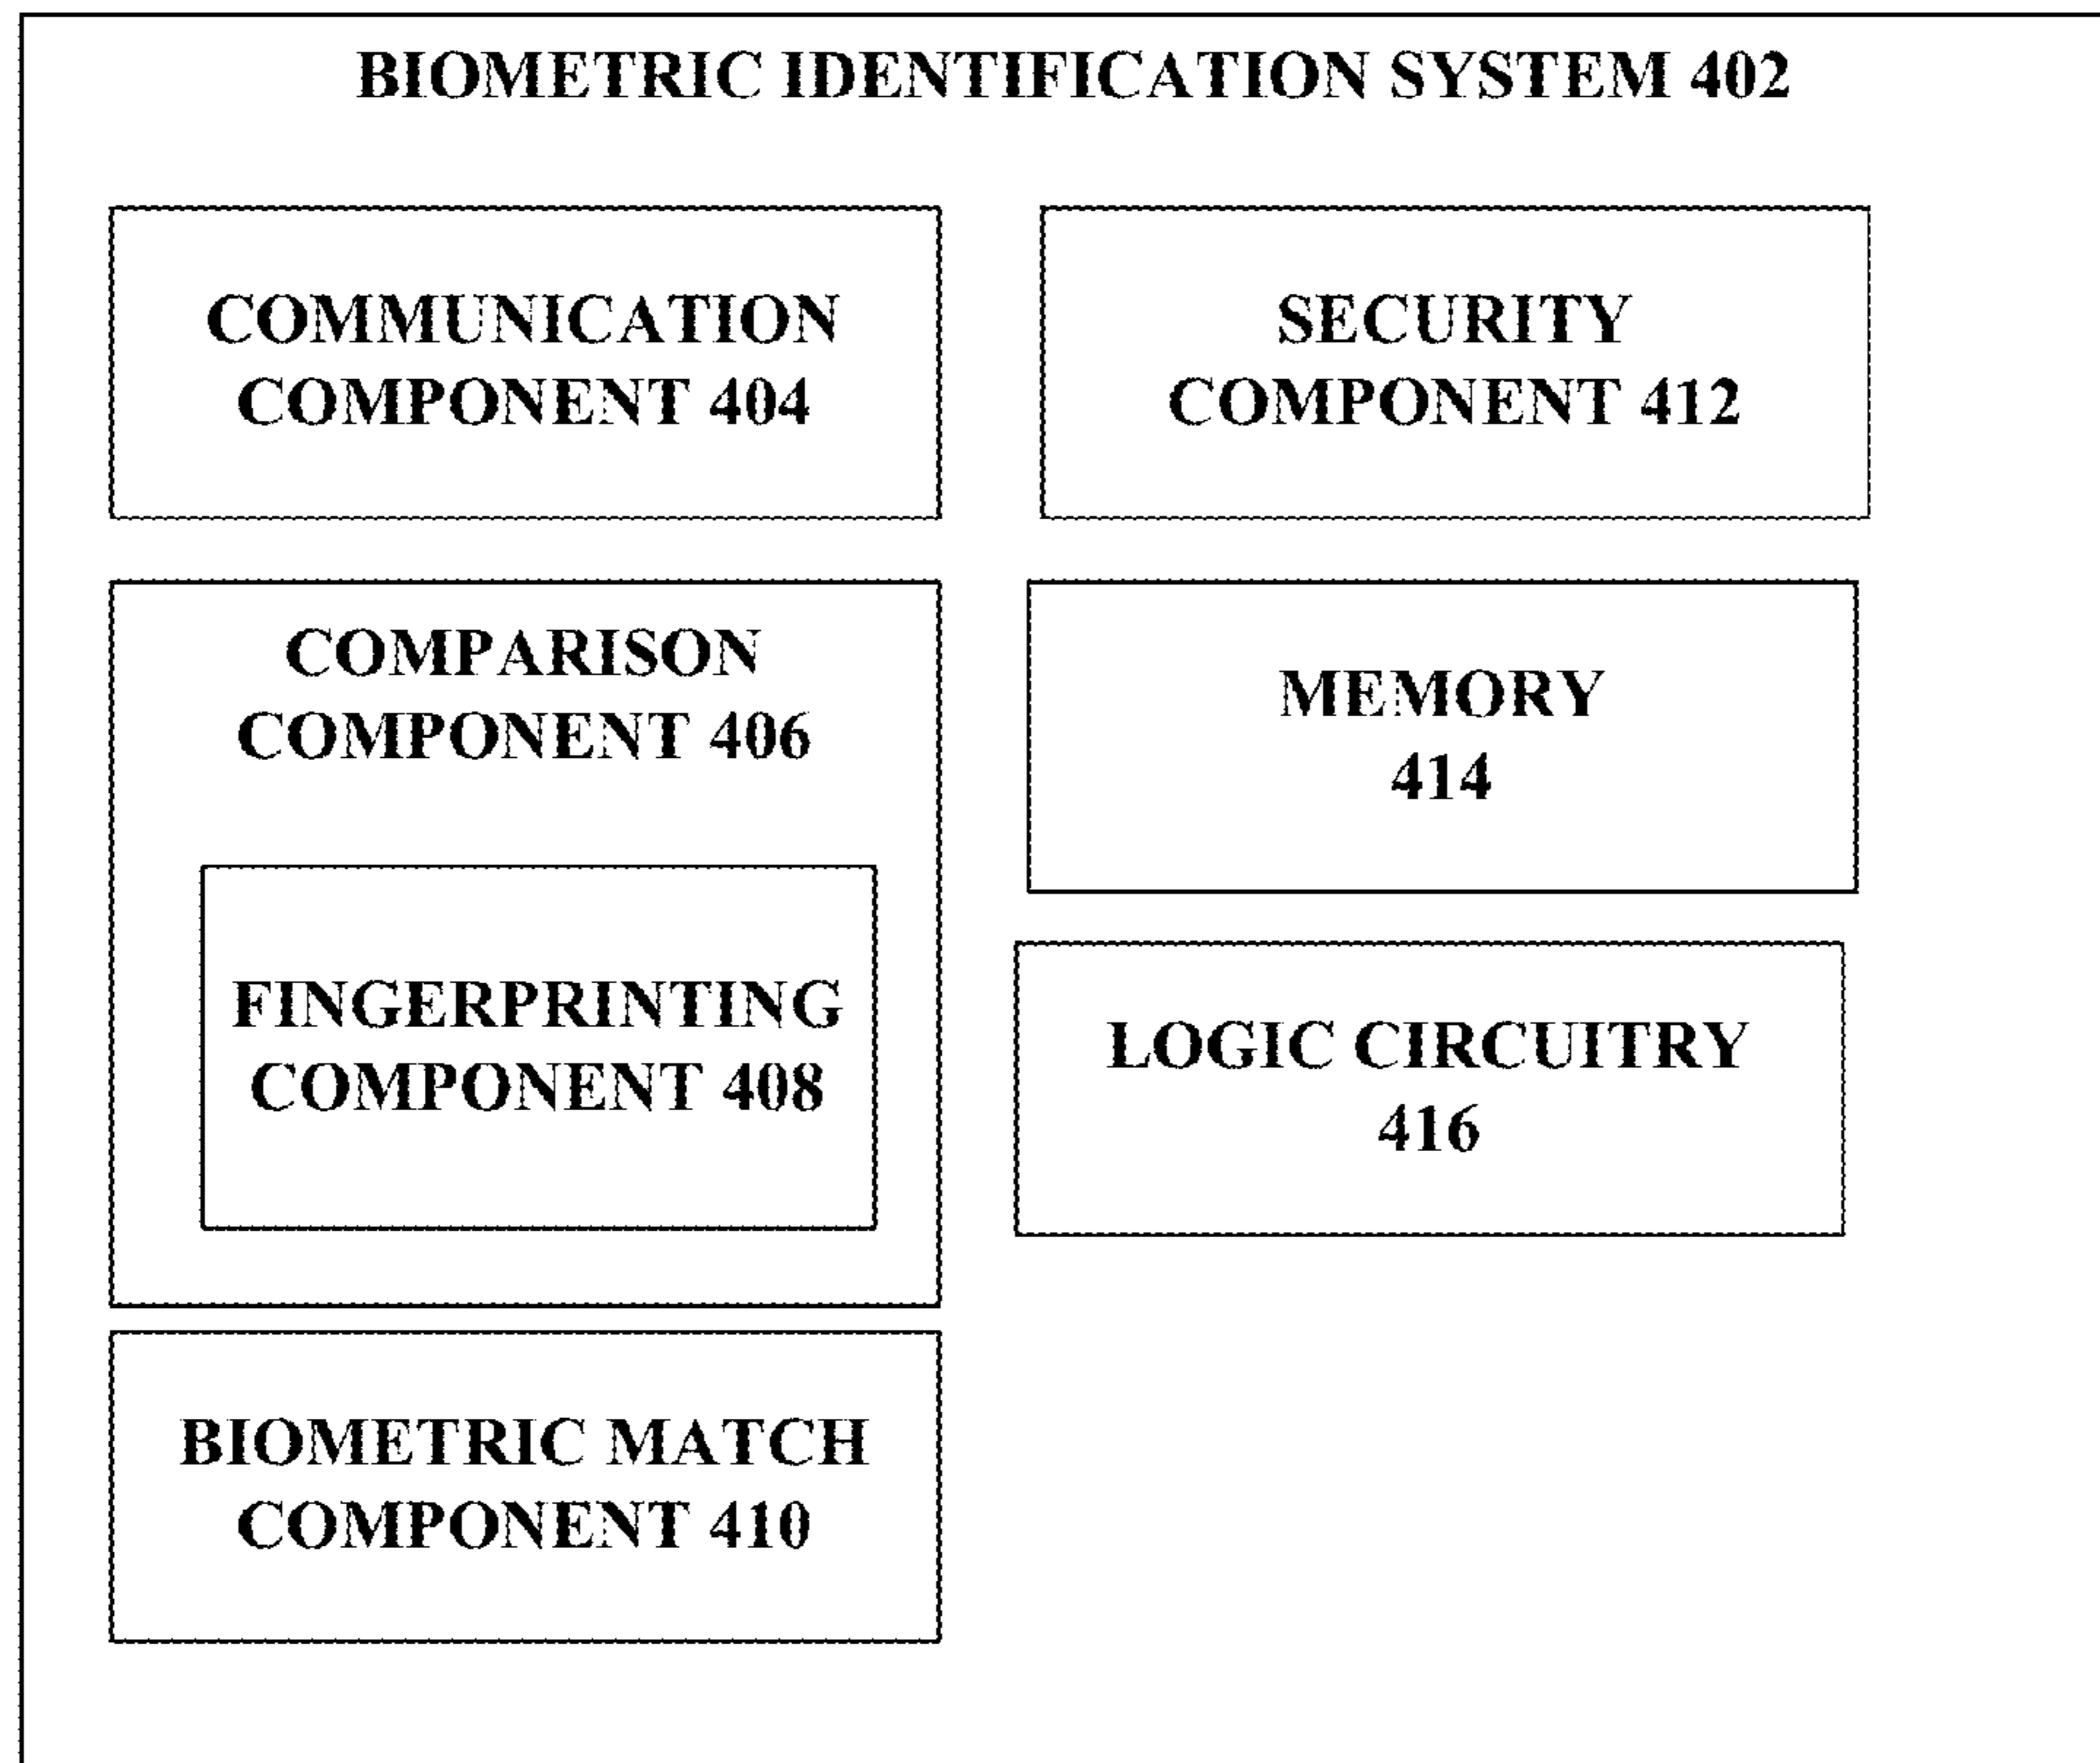 BIOMETRIC IDENTIFICATION SYSTEM 402
COMMUNICATION
COMPONENT 404
SECURITY
COMPONENT 412
COMPARISON
COMPONENT 406
MEMORY
414
FINGERPRINTING
COMPONENT 408
LOGIC CIRCUITRY
416
BIOMETRIC MATCH
COMPONENT 410